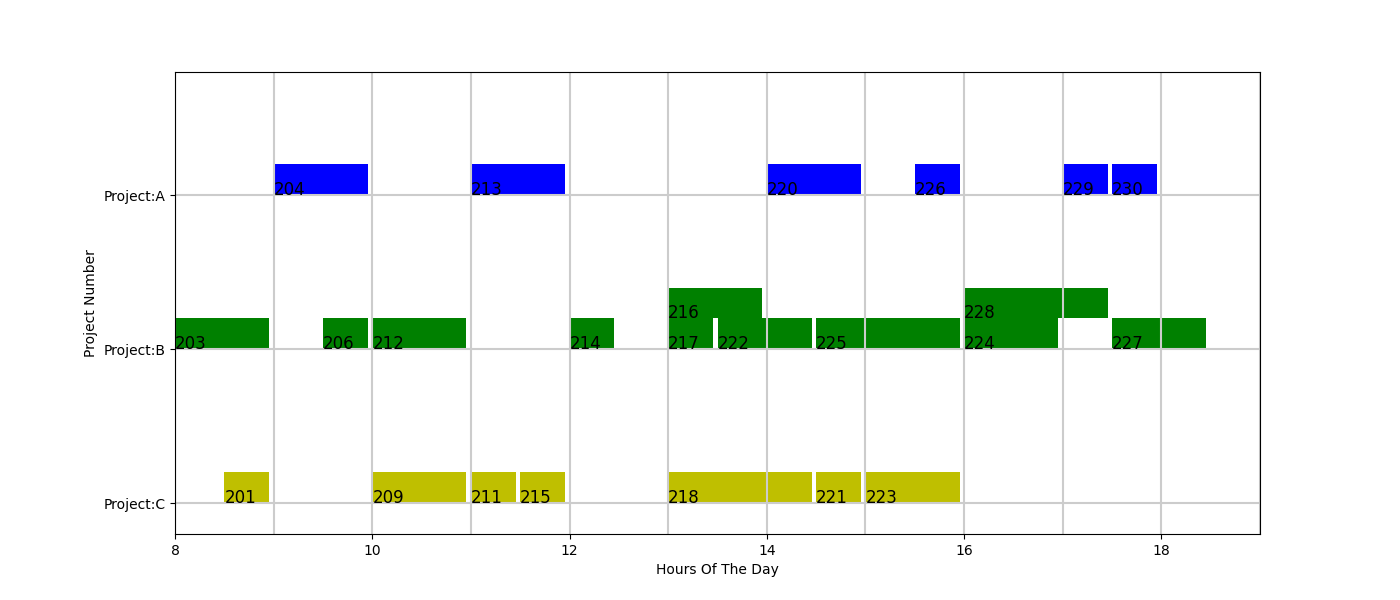 Project:A
204 213 220 226 229 230
Project Number
216 228
Project:B
203 206 212 214 217 222 225 224 227
Project:C
201 209 211 215 218 221 223
8 10 12 14 16 18
Hours Of The Day